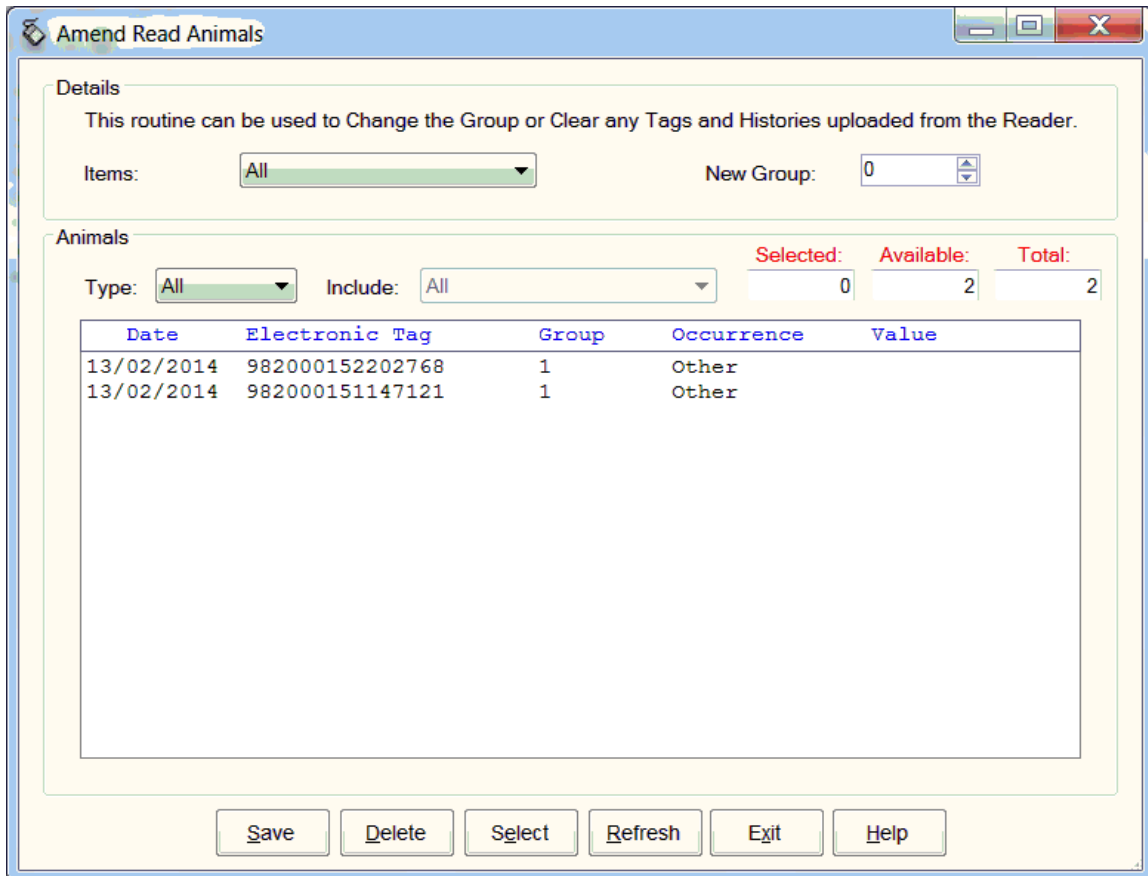 Amend Read Animals
Details
This routine can be used to Change the Group or Clear any Tags and Histories uploaded from the Reader.
Items: All New Group: 0
Animals
Selected: Available: Total:
Type: All Include: All 0 2 2
Date Electronic Tag Group Occurrence Value
13/02/2014 982000152202768 1 Other
13/02/2014 982000151147121 1 Other
Save Delete Select Refresh Exit Help